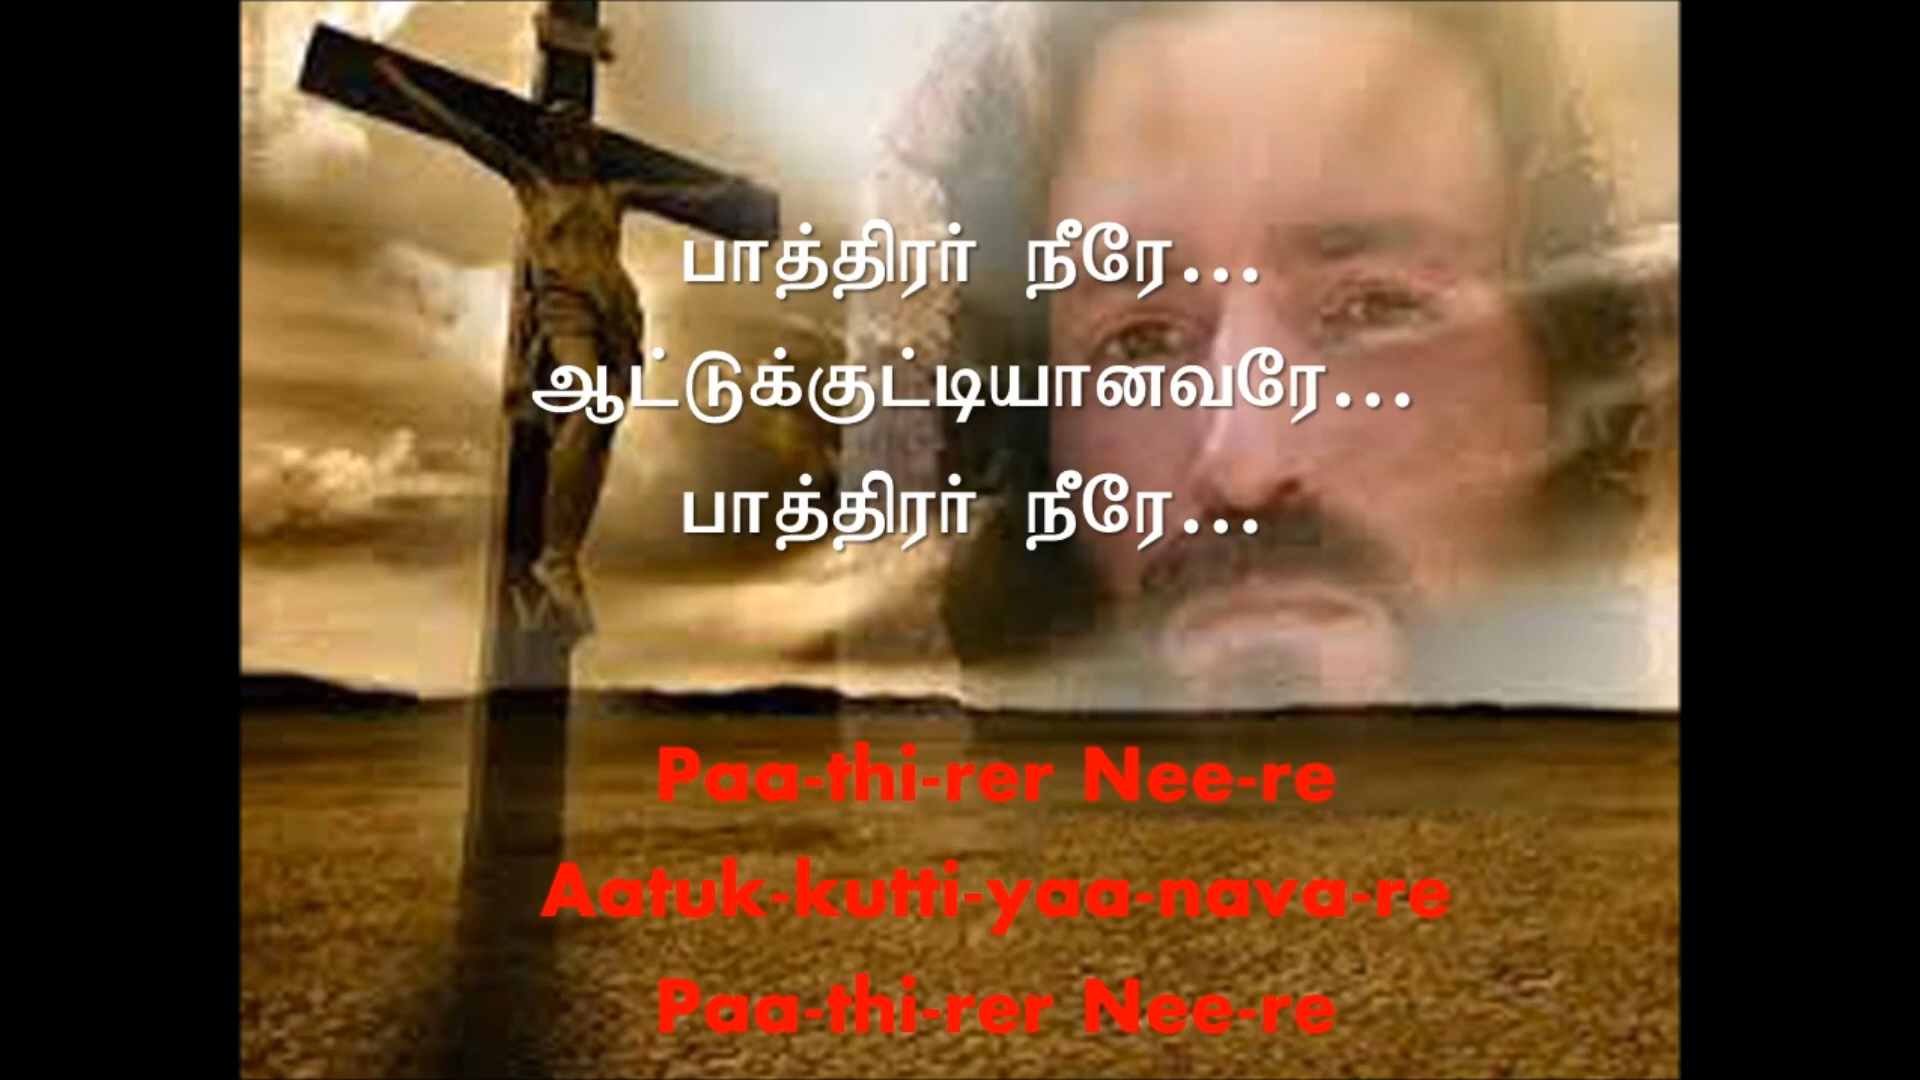 பாத்திரர் நீரே...
ஆட்டுக்குட்டியானவரே...
பாத்திரர் நீரே...
Paa-thi-rer Nee-re
Aatuk-kutti-yaa-nava-re
Paa-thi-rer Nee-re